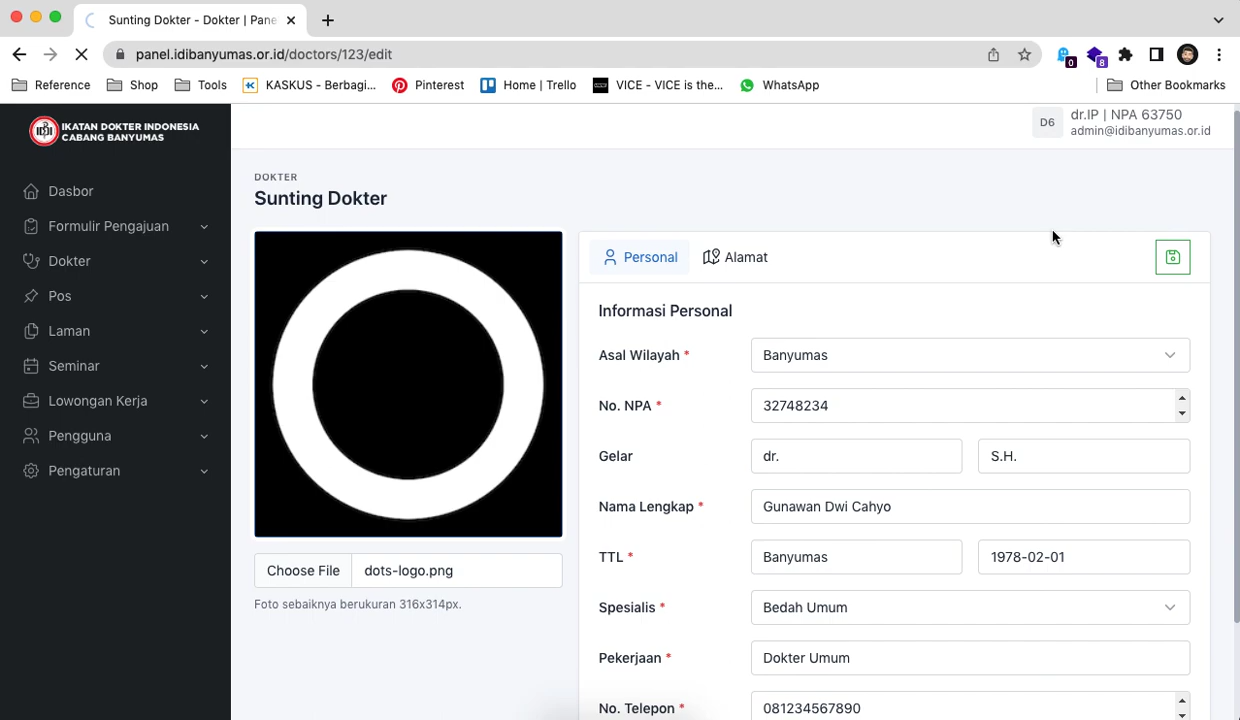 Sunting Dokter - Dokter | Pane
panel.idibanyumas.or.id/doctors/123/edit
0
8
Reference
Shop
Tools
KASKUS - Berbagi...
Pinterest
Home | Trello
VICE - VICE is the...
WhatsApp
Other Bookmarks
IKATAN DOKTER INDONESIA
CABANG BANYUMAS
D6
dr.IP | NPA 63750
admin@idibanyumas.or.id
Dasbor
Formulir Pengajuan
Dokter
Pos
Laman
Seminar
Lowongan Kerja
Pengguna
Pengaturan
DOKTER
Sunting Dokter
Choose File dots-logo.png
Foto sebaiknya berukuran 316x314px.
Personal
Alamat
Informasi Personal
Asal Wilayah * Banyumas
No. NPA * 32748234
Gelar dr. S.H.
Nama Lengkap * Gunawan Dwi Cahyo
TTL * Banyumas 1978-02-01
Spesialis * Bedah Umum
Pekerjaan * Dokter Umum
No. Telepon * 081234567890